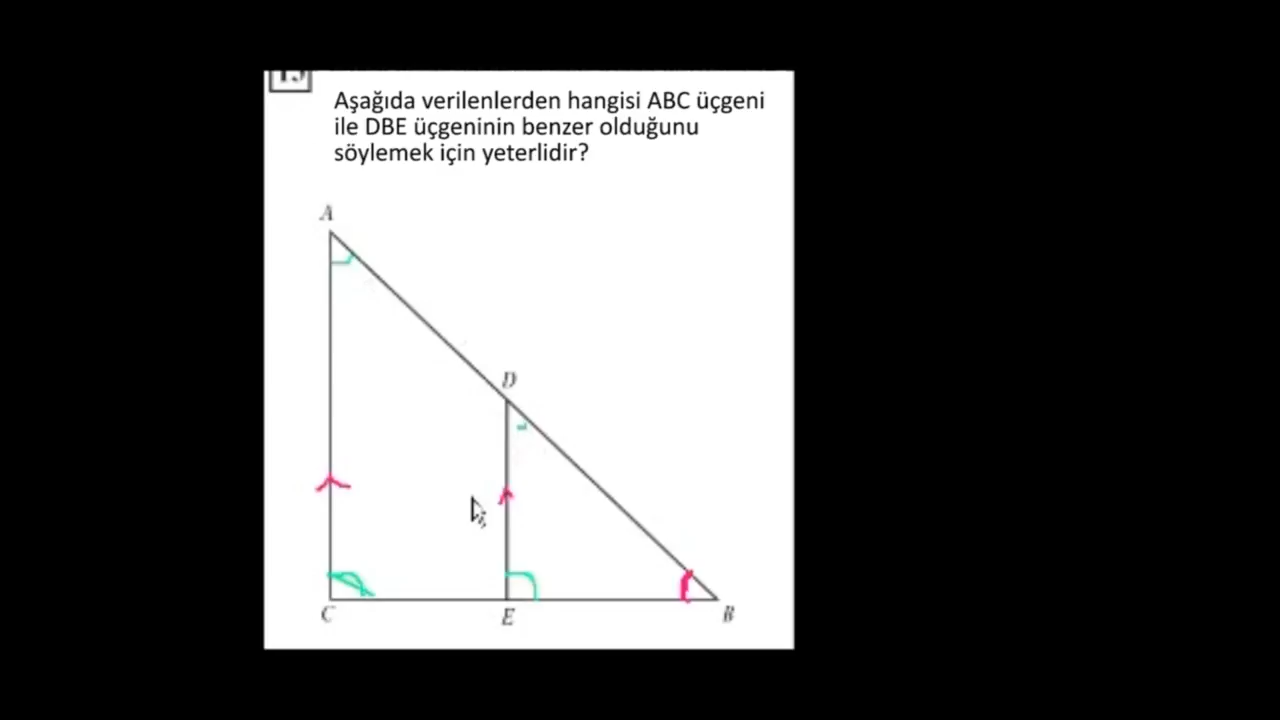 Aşağıda verilenlerden hangisi ABC üçgeni
ile DBE üçgeninin benzer olduğunu
söylemek için yeterlidir?
A
D
C
E
B